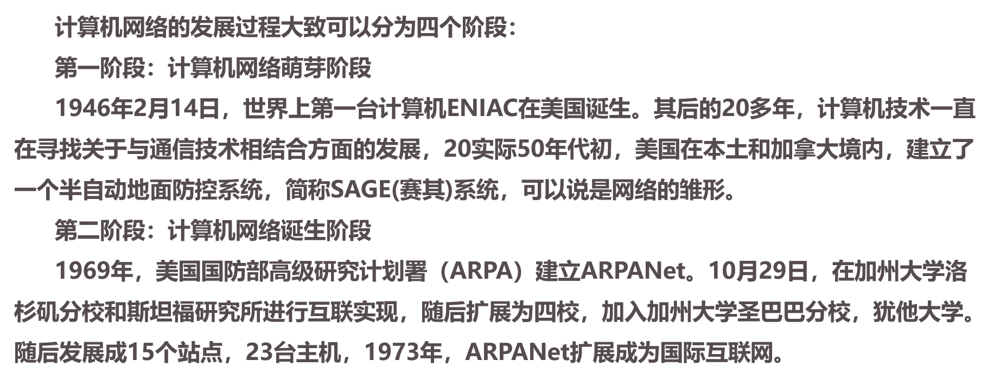 计算机网络的发展过程大致可以分为四个阶段：
第一阶段：计算机网络萌芽阶段
1946年2月14日，世界上第一台计算机ENIAC在美国诞生。其后的20多年，计算机技术一直
在寻找关于与通信技术相结合方面的发展，20实际50年代初，美国在本土和加拿大境内，建立了
一个半自动地面防控系统，简称SAGE(赛其)系统，可以说是网络的雏形。
第二阶段：计算机网络诞生阶段
1969年，美国国防部高级研究计划署（ARPA）建立ARPANet。10月29日，在加州大学洛
杉矶分校和斯坦福研究所进行互联实现，随后扩展为四校，加入加州大学圣巴巴分校，犹他大学。
随后发展成15个站点，23台主机，1973年，ARPANet扩展成为国际互联网。